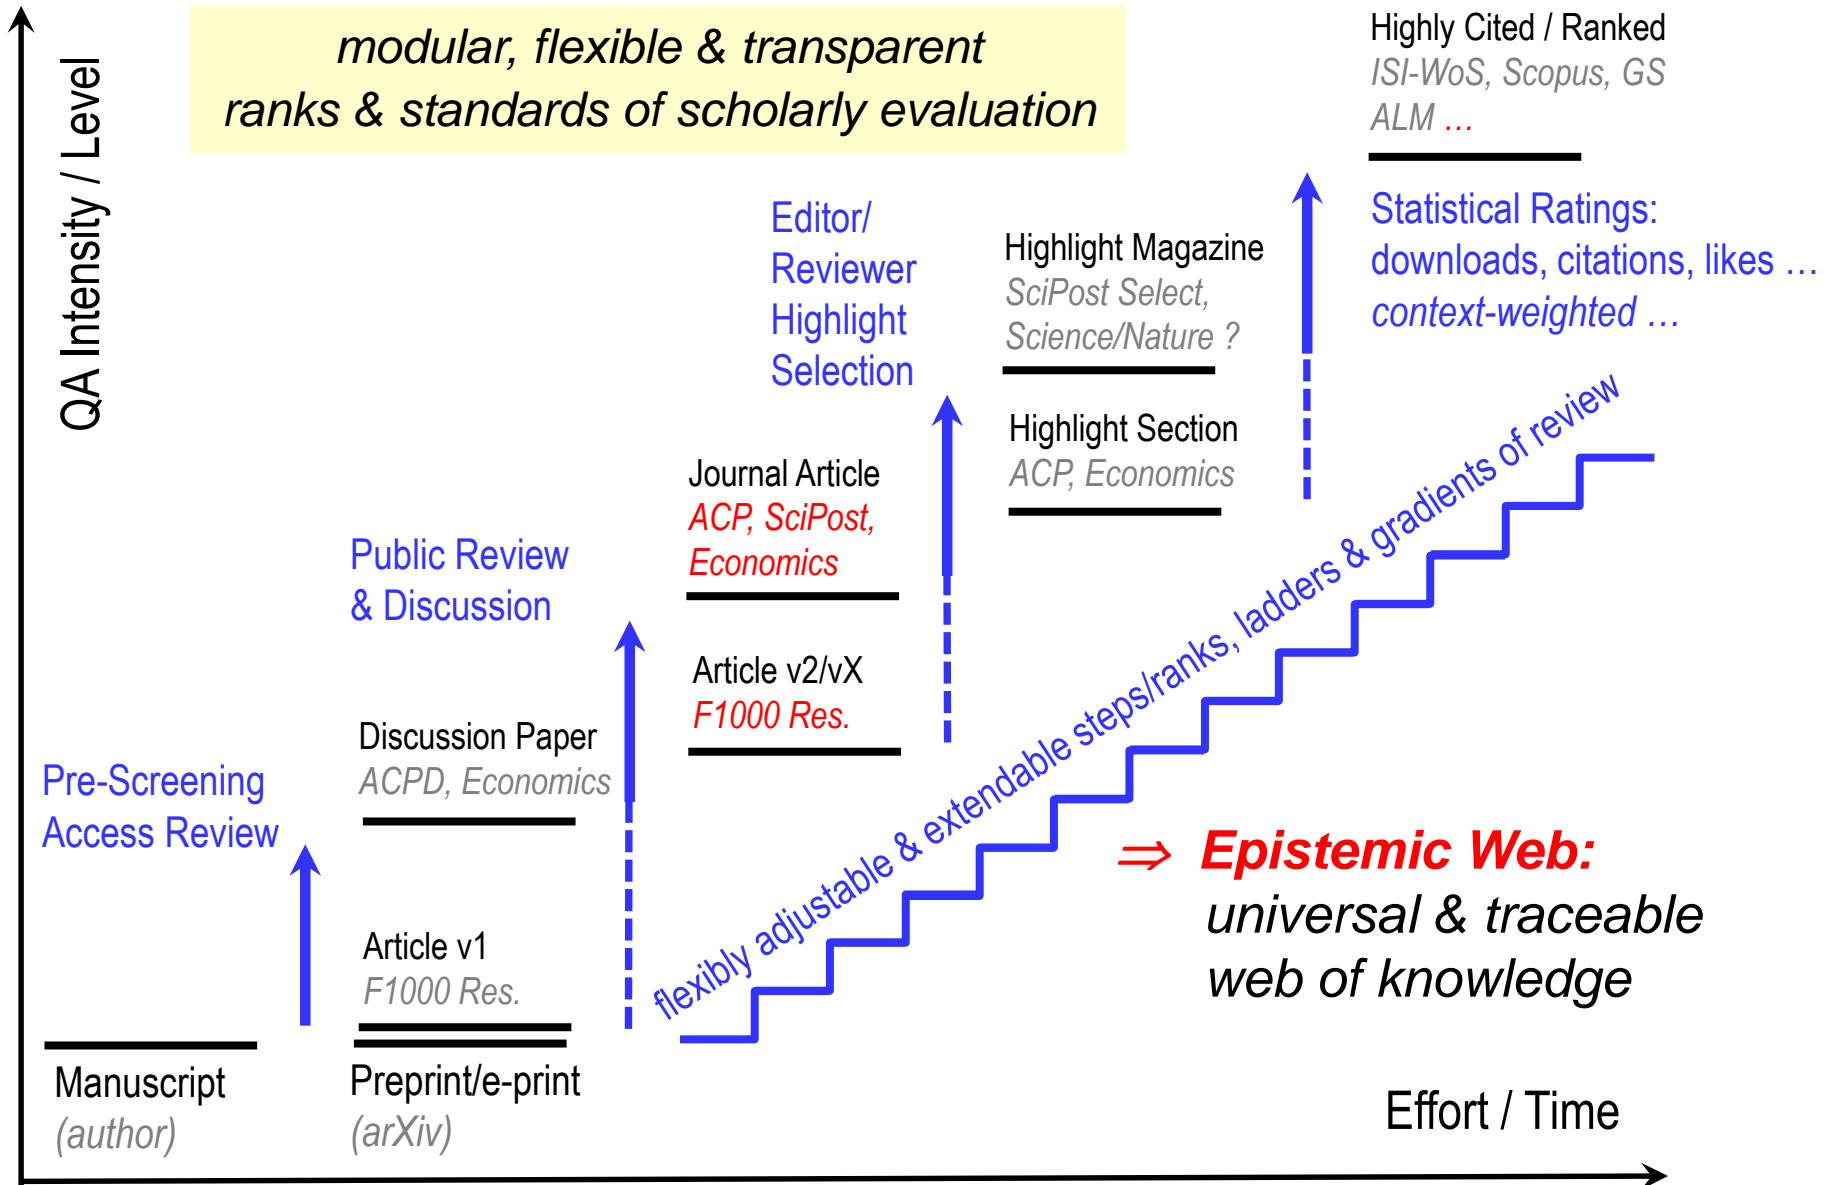 modular, flexible & transparent
ranks & standards of scholarly evaluation
QA Intensity / Level
Highly Cited / Ranked
ISI-WoS, Scopus, GS
ALM …
Statistical Ratings:
downloads, citations, likes …
context-weighted …
Editor/
Reviewer
Highlight
Selection
Highlight Magazine
SciPost Select,
Science/Nature ?
Highlight Section
ACP, Economics
Journal Article
ACP, SciPost,
Economics
Public Review
& Discussion
Article v2/vX
F1000 Res.
Discussion Paper
ACPD, Economics
Pre-Screening
Access Review
Article v1
F1000 Res.
Manuscript
(author)
Preprint/e-print
(arXiv)
flexibly adjustable & extendable steps/ranks, ladders & gradients of review
⇒ Epistemic Web:
universal & traceable
web of knowledge
Effort / Time